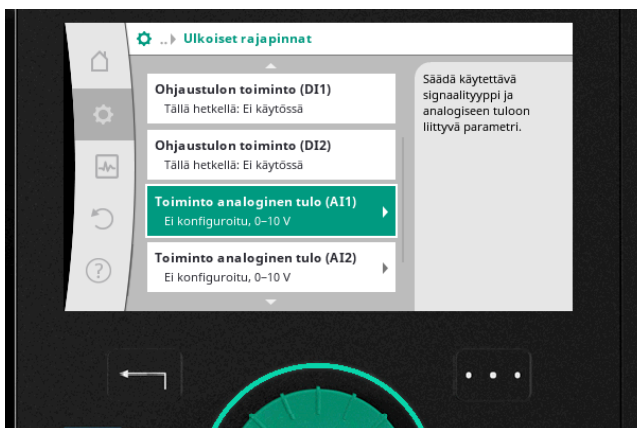 ..▸ Ulkoiset rajapinnat
Ohjaustulon toiminto (DI1)
Tällä hetkellä: Ei käytössä
Ohjaustulon toiminto (DI2)
Tällä hetkellä: Ei käytössä
Toiminto analoginen tulo (AI1)
Ei konfiguroitu, 0–10 V
Toiminto analoginen tulo (AI2)
Ei konfiguroitu, 0–10 V
Säädä käytettävä
signaalityyppi ja
analogiseen tuloon
liittyvä parametri.
?